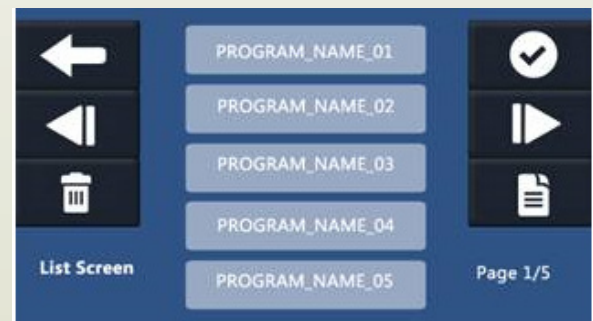 PROGRAM_NAME_01
PROGRAM_NAME_02
PROGRAM_NAME_03
PROGRAM_NAME_04
PROGRAM_NAME_05
List Screen
Page 1/5